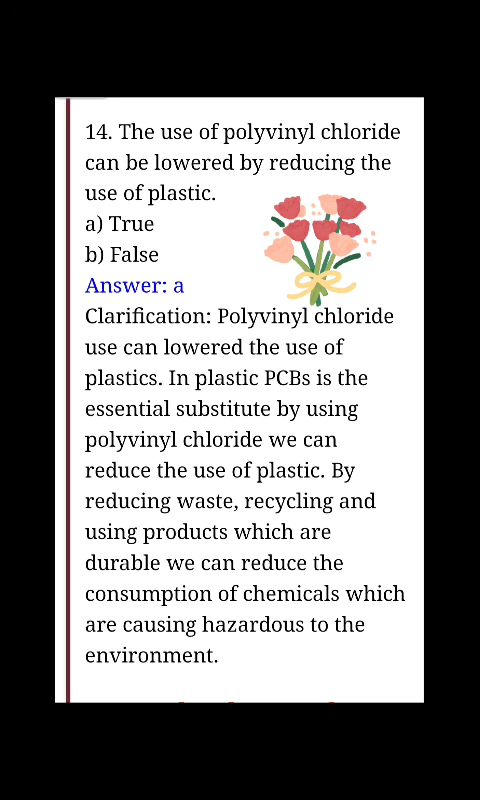 14. The use of polyvinyl chloride
can be lowered by reducing the
use of plastic.
a) True
b) False
Answer: a
Clarification: Polyvinyl chloride
use can lowered the use of
plastics. In plastic PCBs is the
essential substitute by using
polyvinyl chloride we can
reduce the use of plastic. By
reducing waste, recycling and
using products which are
durable we can reduce the
consumption of chemicals which
are causing hazardous to the
environment.